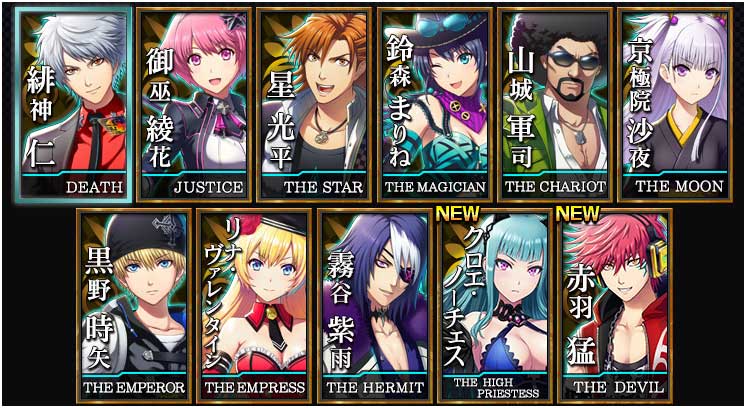 緋神 仁
DEATH
御巫 綾花
JUSTICE
星 光平
THE STAR
鈴森 まりね
THE MAGICIAN
山城 軍司
THE CHARIOT
京極院 沙夜
THE MOON
黒野 時矢
THE EMPEROR
リナ・ヴァレンタイン
THE EMPRESS
霧谷 紫雨
THE HERMIT
NEW
クロエ・ノーチェス
THE HIGH
PRIESTESS
NEW
赤羽 猛
THE DEVIL